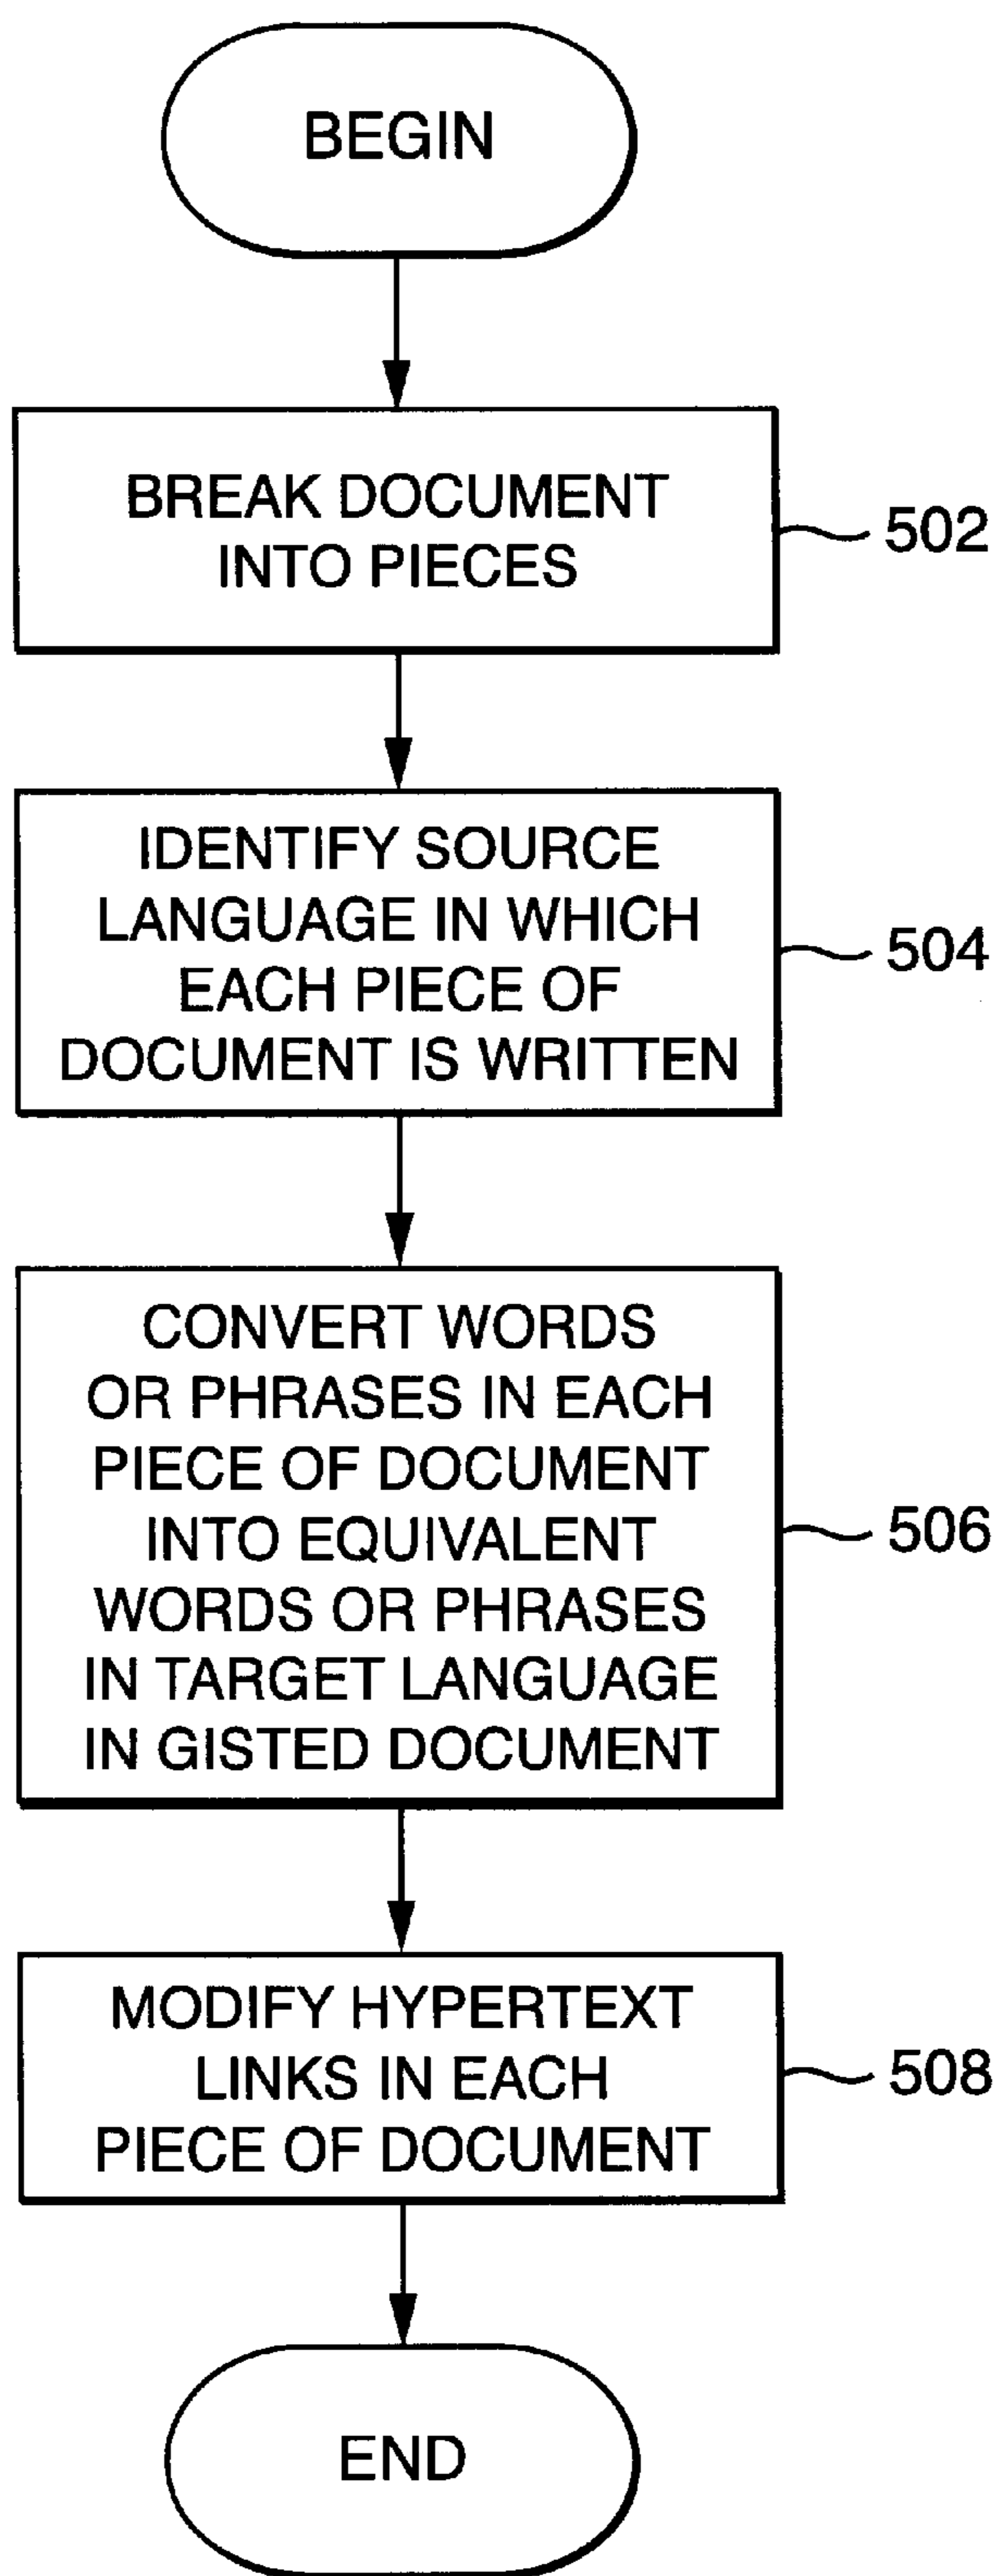 BEGIN
BREAK DOCUMENT
INTO PIECES
502
IDENTIFY SOURCE
LANGUAGE IN WHICH
EACH PIECE OF
DOCUMENT IS WRITTEN
504
CONVERT WORDS
OR PHRASES IN EACH
PIECE OF DOCUMENT
INTO EQUIVALENT
WORDS OR PHRASES
IN TARGET LANGUAGE
IN GISTED DOCUMENT
506
MODIFY HYPERTEXT
LINKS IN EACH
PIECE OF DOCUMENT
508
END